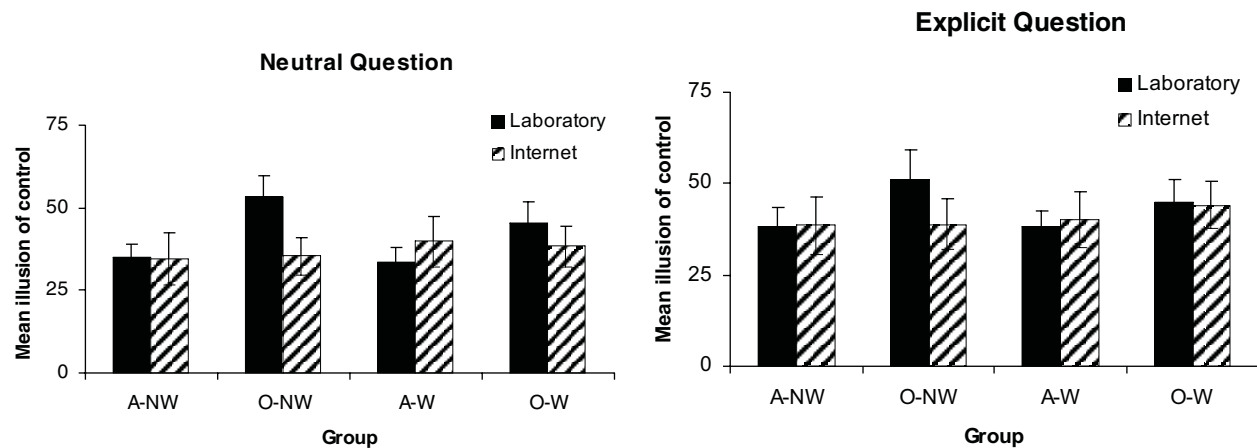 Neutral Question
Laboratory
Internet
Mean illusion of control
75
50
25
0
A-NW O-NW A-W O-W
Group
Explicit Question
Laboratory
Internet
Mean illusion of control
75
50
25
0
A-NW O-NW A-W O-W
Group